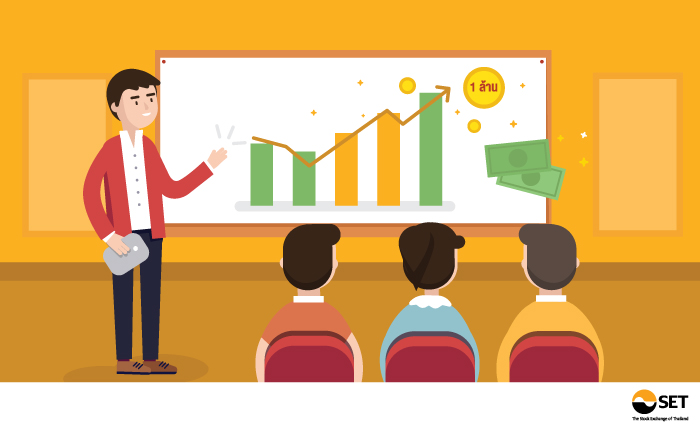 1 ล้าน
SET
The Stock Exchange of Thailand